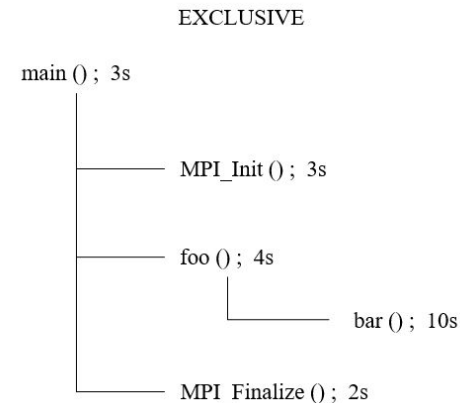 EXCLUSIVE
main () ; 3s
MPI_Init () ; 3s
foo () ; 4s
bar () ; 10s
MPI_Finalize () ; 2s